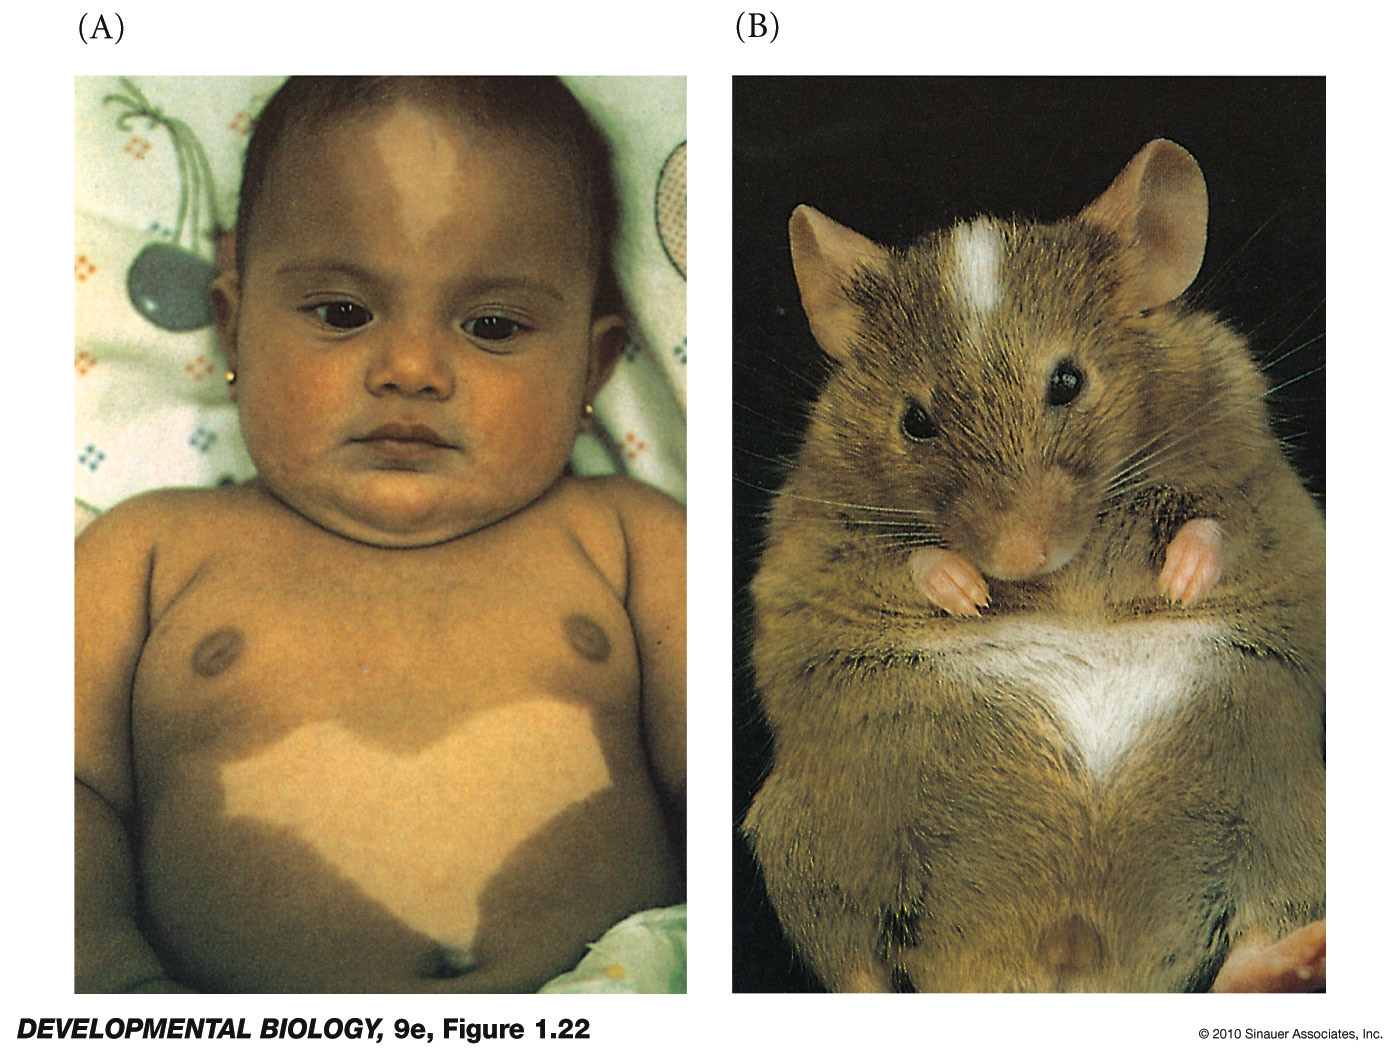 (A)
(B)
DEVELOPMENTAL BIOLOGY, 9e, Figure 1.22
© 2010 Sinauer Associates, Inc.